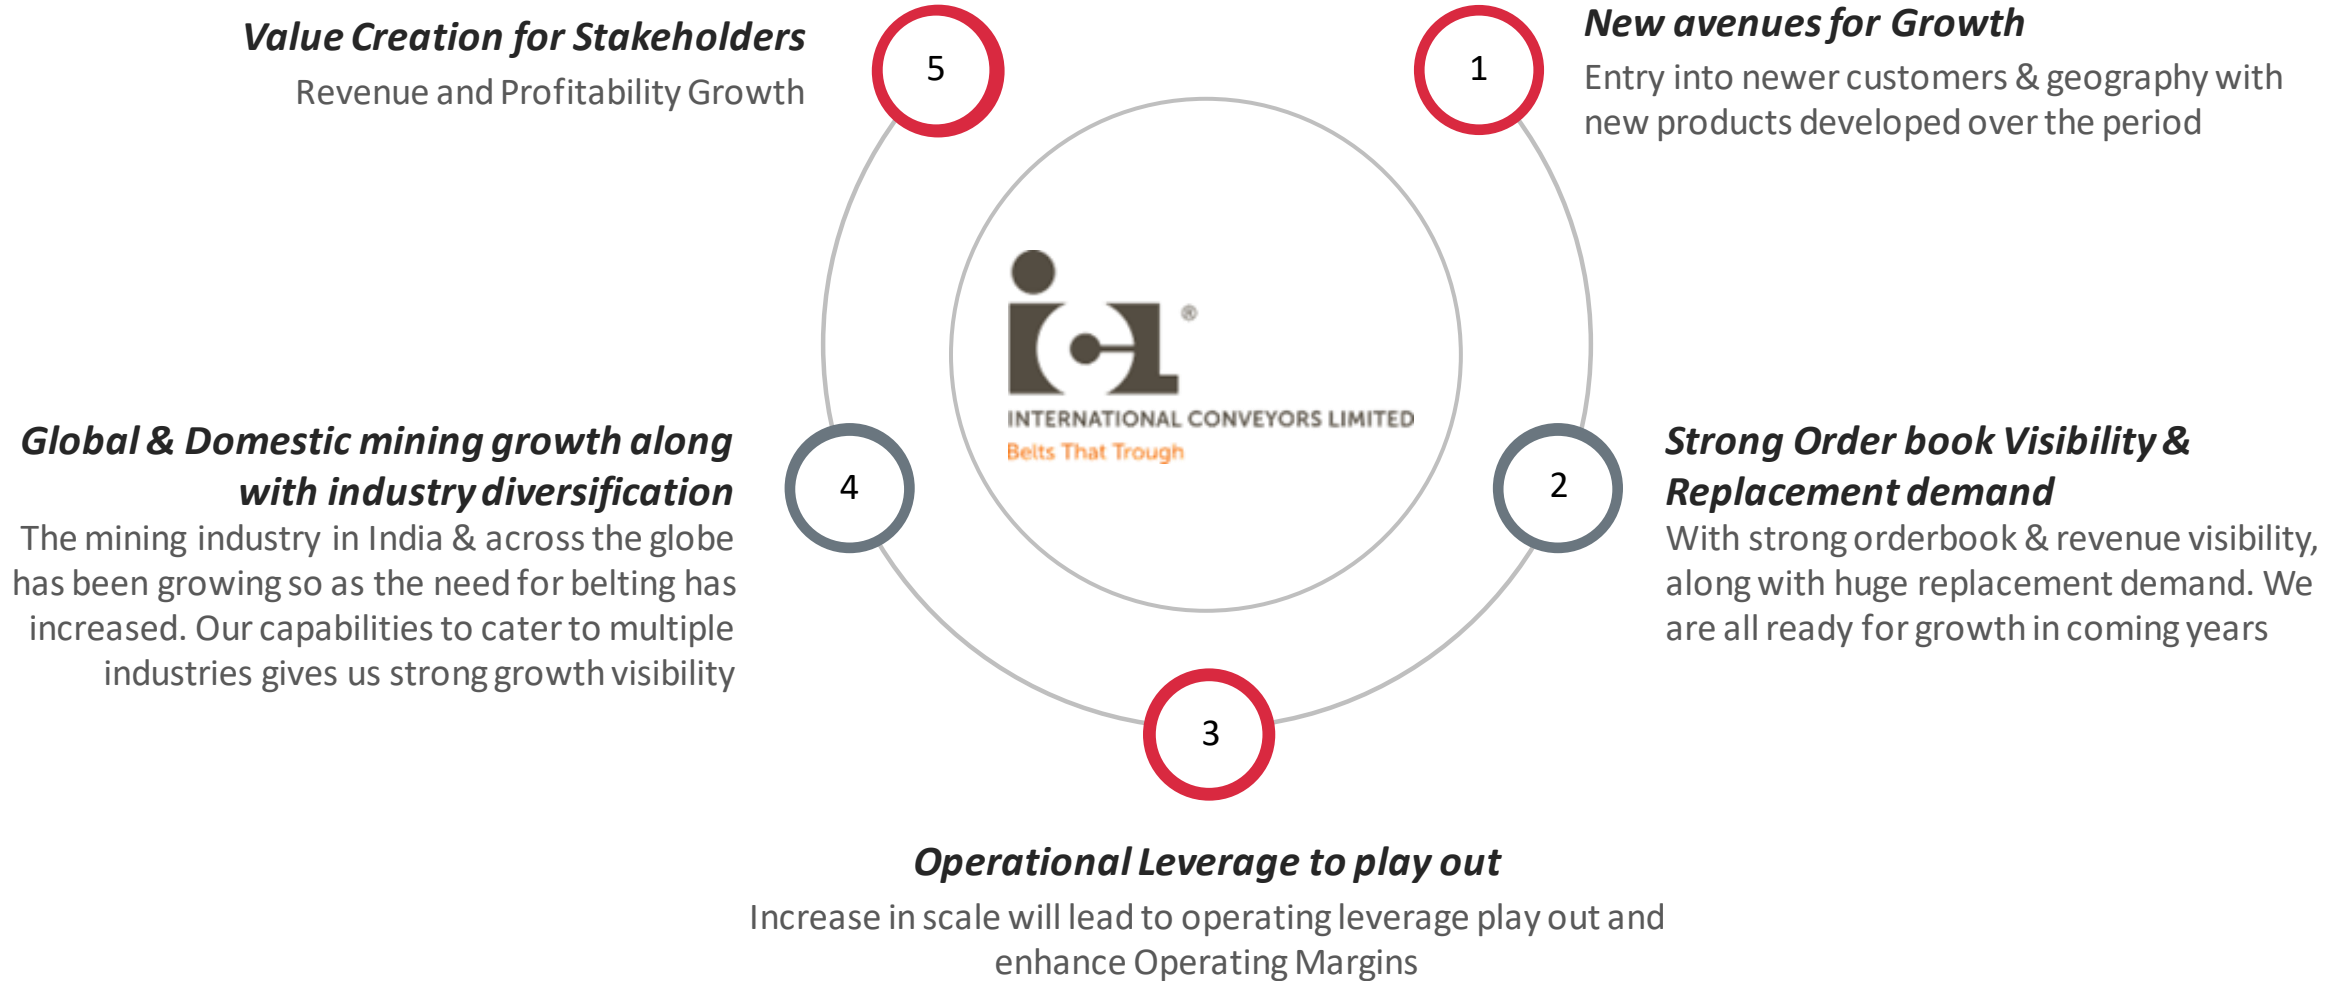 Value Creation for Stakeholders
Revenue and Profitability Growth
5
1
New avenues for Growth
Entry into newer customers & geography with
new products developed over the period
icl ®
INTERNATIONAL CONVEYORS LIMITED
Belts That Trough
Global & Domestic mining growth along
with industry diversification
The mining industry in India & across the globe
has been growing so as the need for belting has
increased. Our capabilities to cater to multiple
industries gives us strong growth visibility
4
2
Strong Order book Visibility &
Replacement demand
With strong orderbook & revenue visibility,
along with huge replacement demand. We
are all ready for growth in coming years
3
Operational Leverage to play out
Increase in scale will lead to operating leverage play out and
enhance Operating Margins